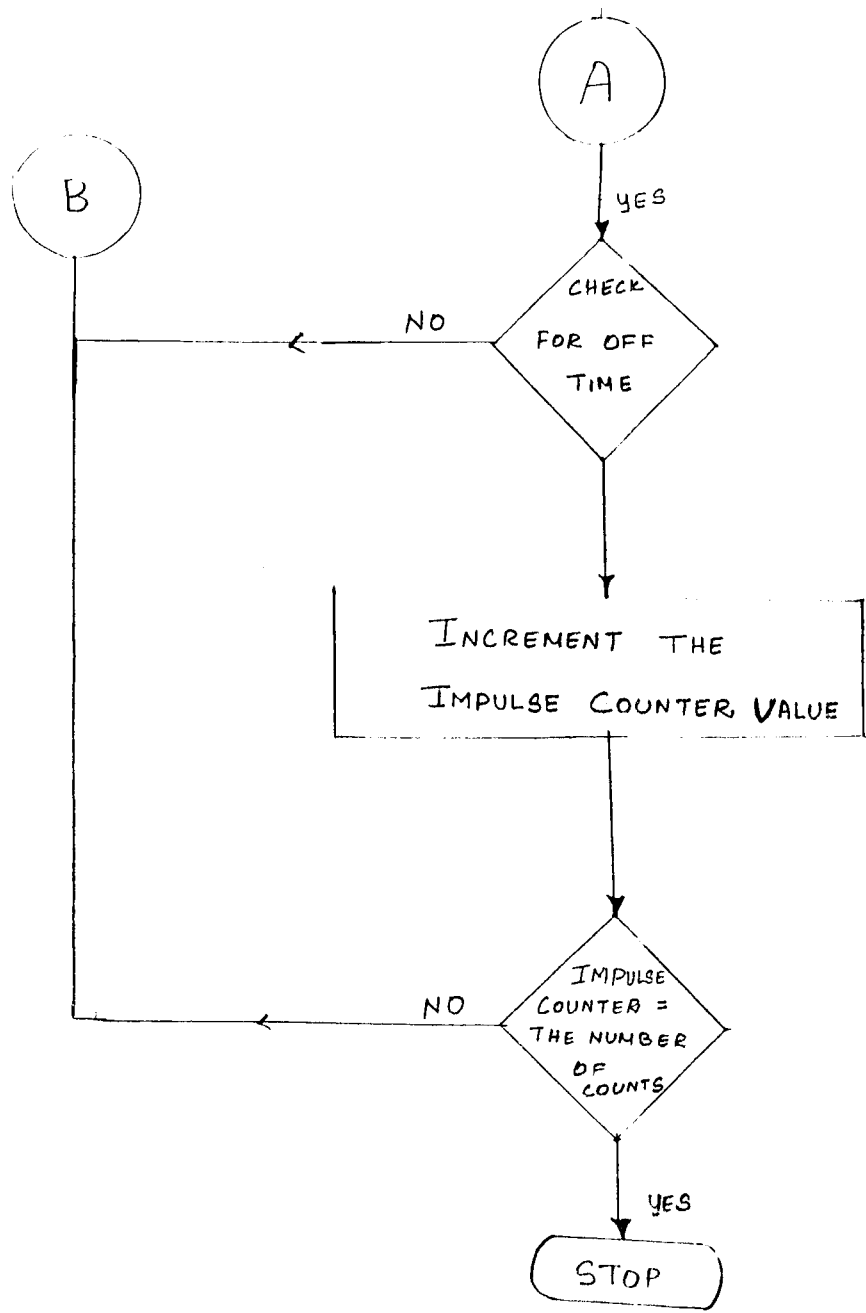 A
B
YES
CHECK
FOR OFF
TIME
NO
INCREMENT THE
IMPULSE COUNTER VALUE
IMPULSE
COUNTER =
THE NUMBER
OF
COUNTS
NO
YES
STOP